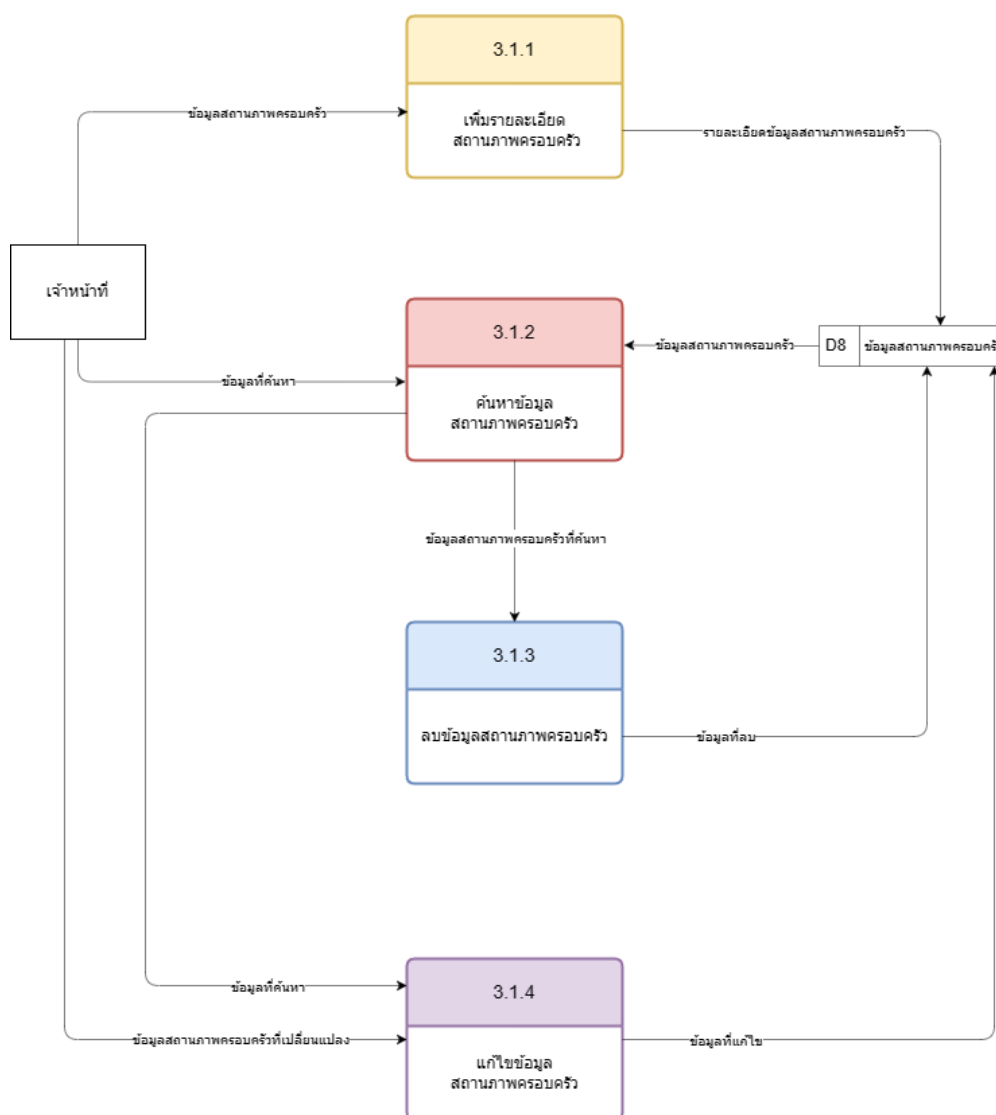 3.1.1
ข้อมูลสถานภาพครอบครัว
เพิ่มรายละเอียด
สถานภาพครอบครัว
รายละเอียดข้อมูลสถานภาพครอบครัว
เจ้าหน้าที่
3.1.2
ข้อมูลสถานภาพครอบครัว
D8
ข้อมูลสถานภาพครอบครัว
ข้อมูลที่ค้นหา
ค้นหาข้อมูล
สถานภาพครอบครัว
ข้อมูลสถานภาพครอบครัวที่ค้นหา
3.1.3
ลบข้อมูลสถานภาพครอบครัว
ข้อมูลที่ลบ
ข้อมูลที่ค้นหา
3.1.4
ข้อมูลสถานภาพครอบครัวที่เปลี่ยนแปลง
ข้อมูลที่แก้ไข
แก้ไขข้อมูล
สถานภาพครอบครัว